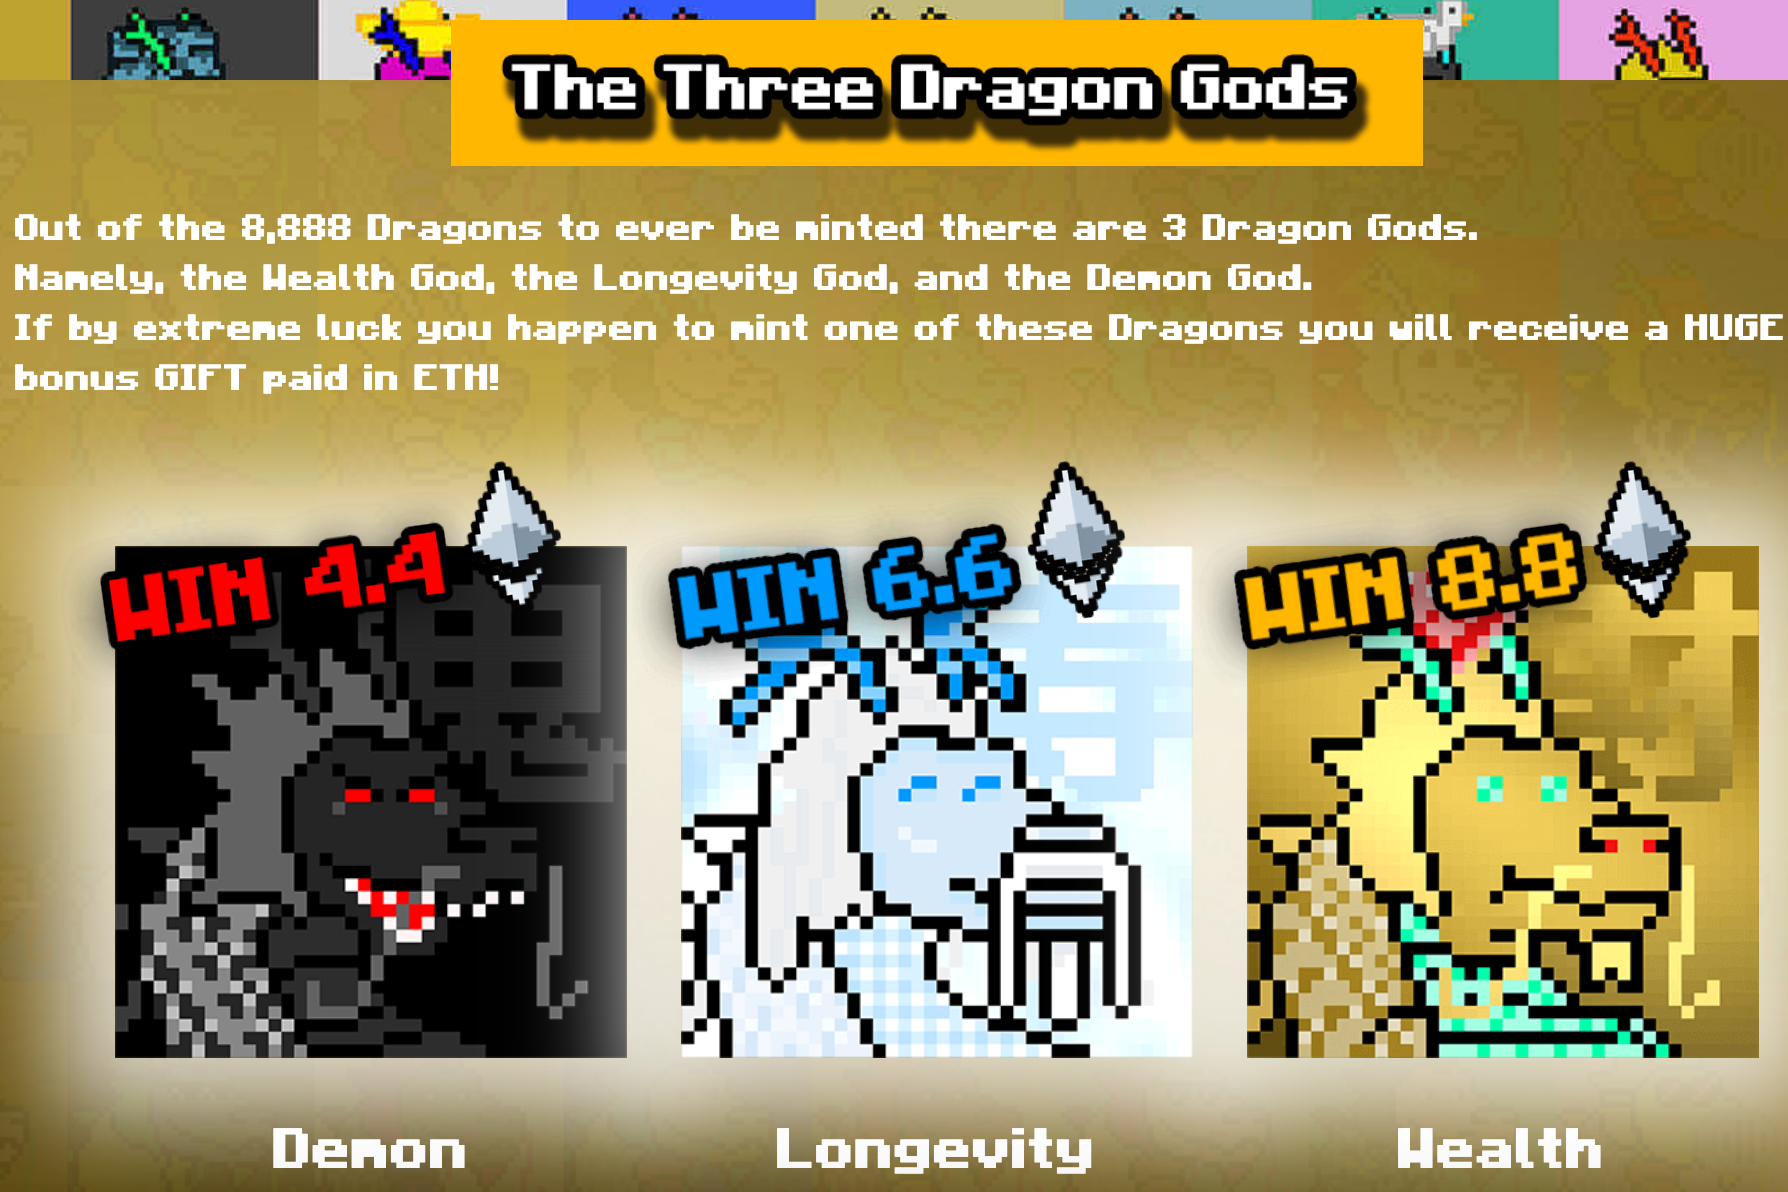 The Three Dragon Gods
Out of the 8,888 Dragons to ever be minted there are 3 Dragon Gods.
Namely, the Wealth God, the Longevity God, and the Demon God.
If by extreme luck you happen to mint one of these Dragons you will receive a HUGE
bonus GIFT paid in ETH!
WIN 4.4
WIN 6.6
WIN 8.8
Demon
Longevity
Wealth